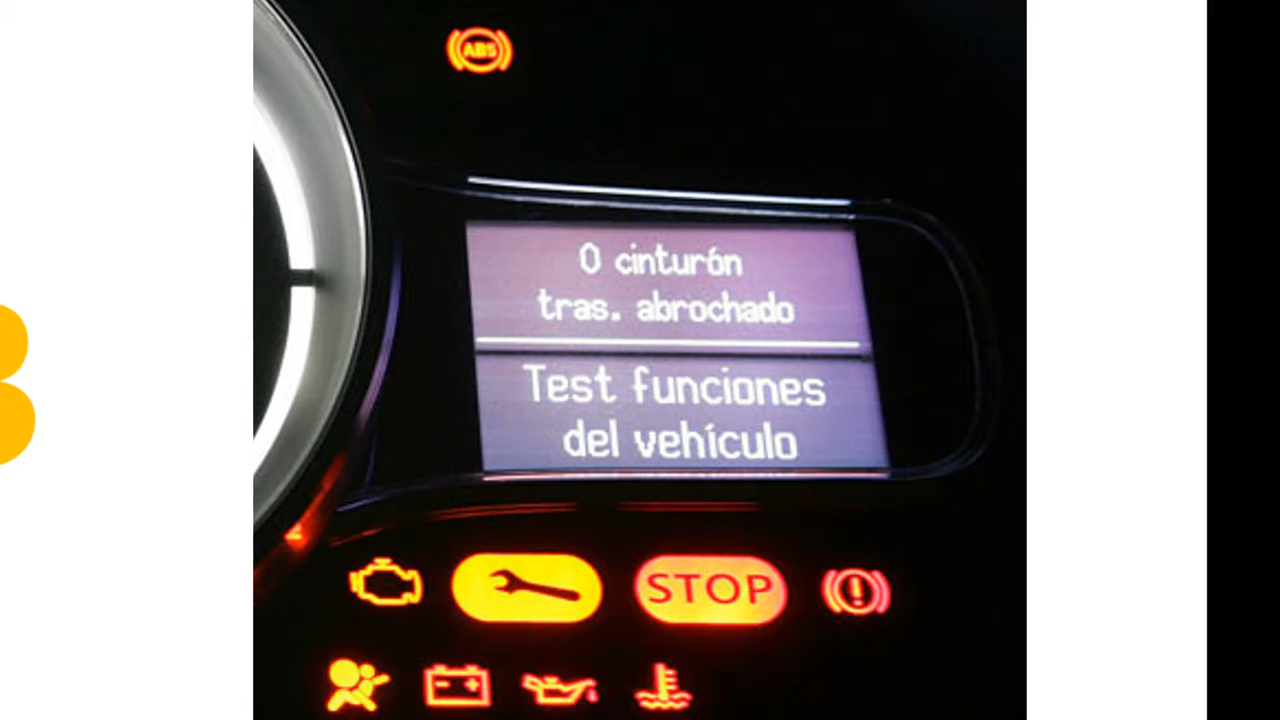 ABS
0 cinturón
tras. abrochado
Test funciones
del vehículo
STOP